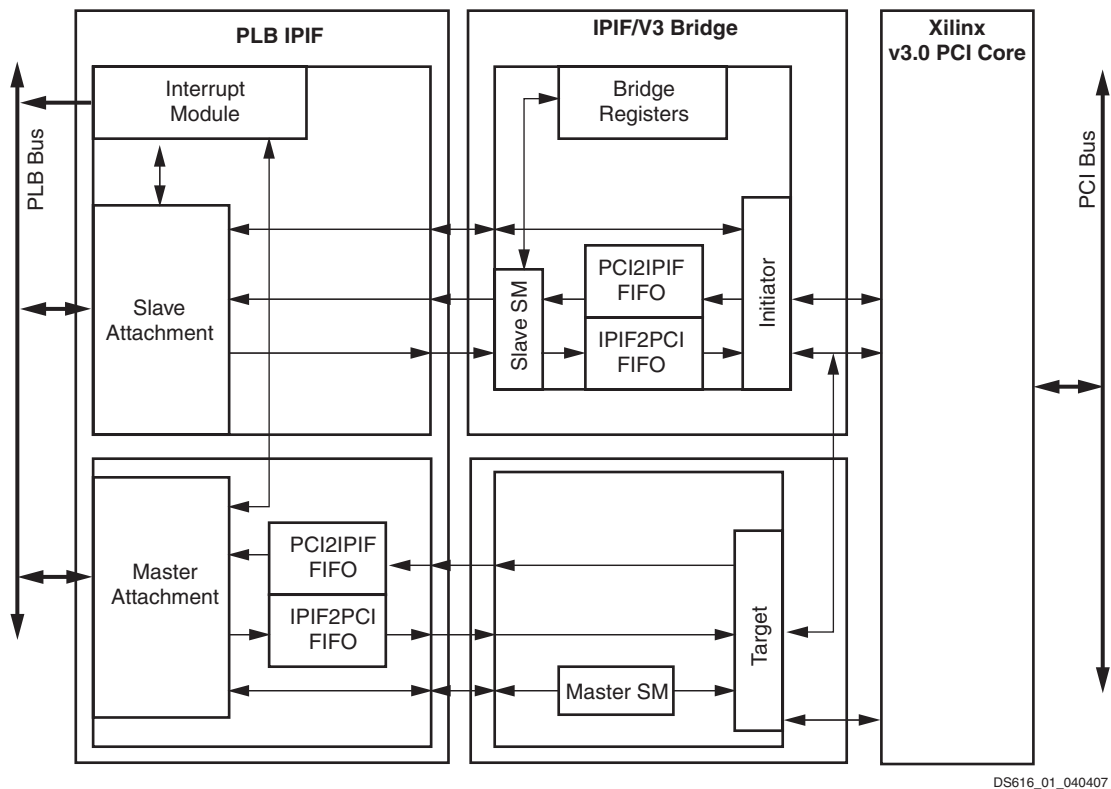 PLB IPIF
IPIF/V3 Bridge
Xilinx
v3.0 PCI Core
Interrupt
Module
Bridge
Registers
PLB Bus
PCI Bus
Slave
Attachment
Slave SM
PCI2IPIF
FIFO
IPIF2PCI
FIFO
Initiator
Master
Attachment
PCI2IPIF
FIFO
IPIF2PCI
FIFO
Master SM
Target
DS616_01_040407